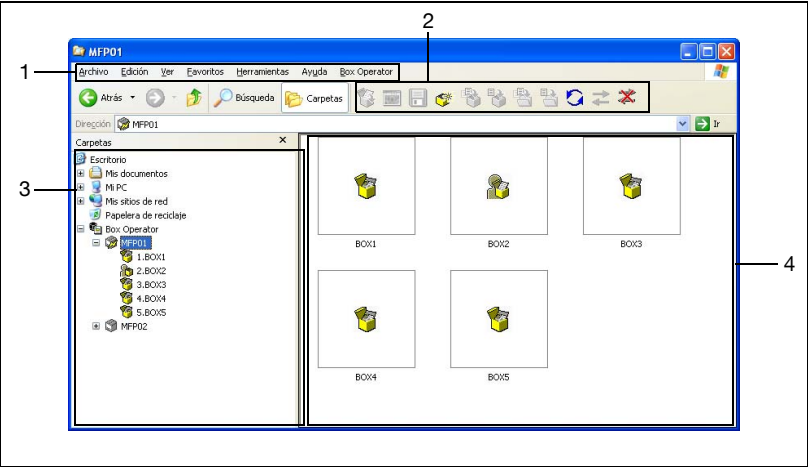 2
MFP01
1
Archivo Edición Ver Favoritos Herramientas Ayuda Box Operator
Atrás Búsqueda Carpetas
Dirección MFP01 Ir
Carpetas x
3
Escritorio
Mis documentos
Mi PC
Mis sitios de red
Papelera de reciclaje
Box Operator
MFP01
1.BOX1
2.BOX2
3.BOX3
4.BOX4
5.BOX5
MFP02
BOX1 BOX2 BOX3
4
BOX4 BOX5